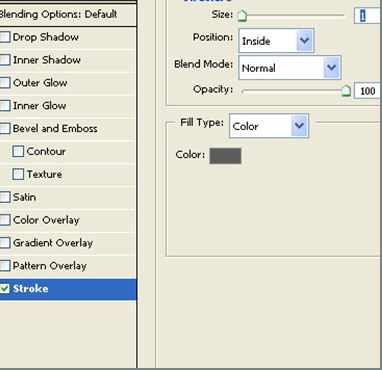 Blending Options: Default
Drop Shadow
Inner Shadow
Outer Glow
Inner Glow
Bevel and Emboss
Contour
Texture
Satin
Color Overlay
Gradient Overlay
Pattern Overlay
Stroke
Size: 1
Position: Inside
Blend Mode: Normal
Opacity: 100
Fill Type: Color
Color: